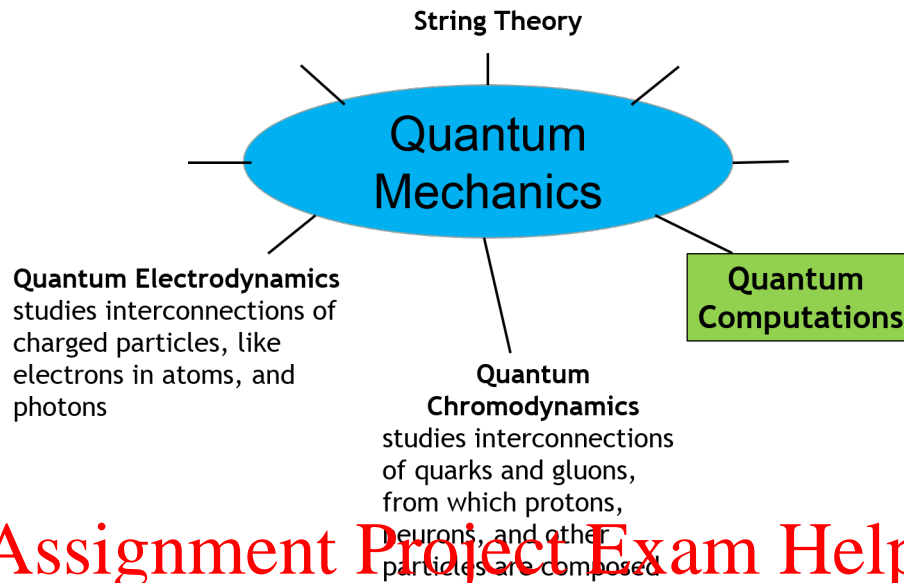 String Theory
Quantum
Mechanics
Quantum Electrodynamics
studies interconnections of
charged particles, like
electrons in atoms, and
photons
Quantum
Computations
Quantum
Chromodynamics
studies interconnections
of quarks and gluons,
from which protons,
neurons, and other
particles are composed
Assignment Project Exam Help